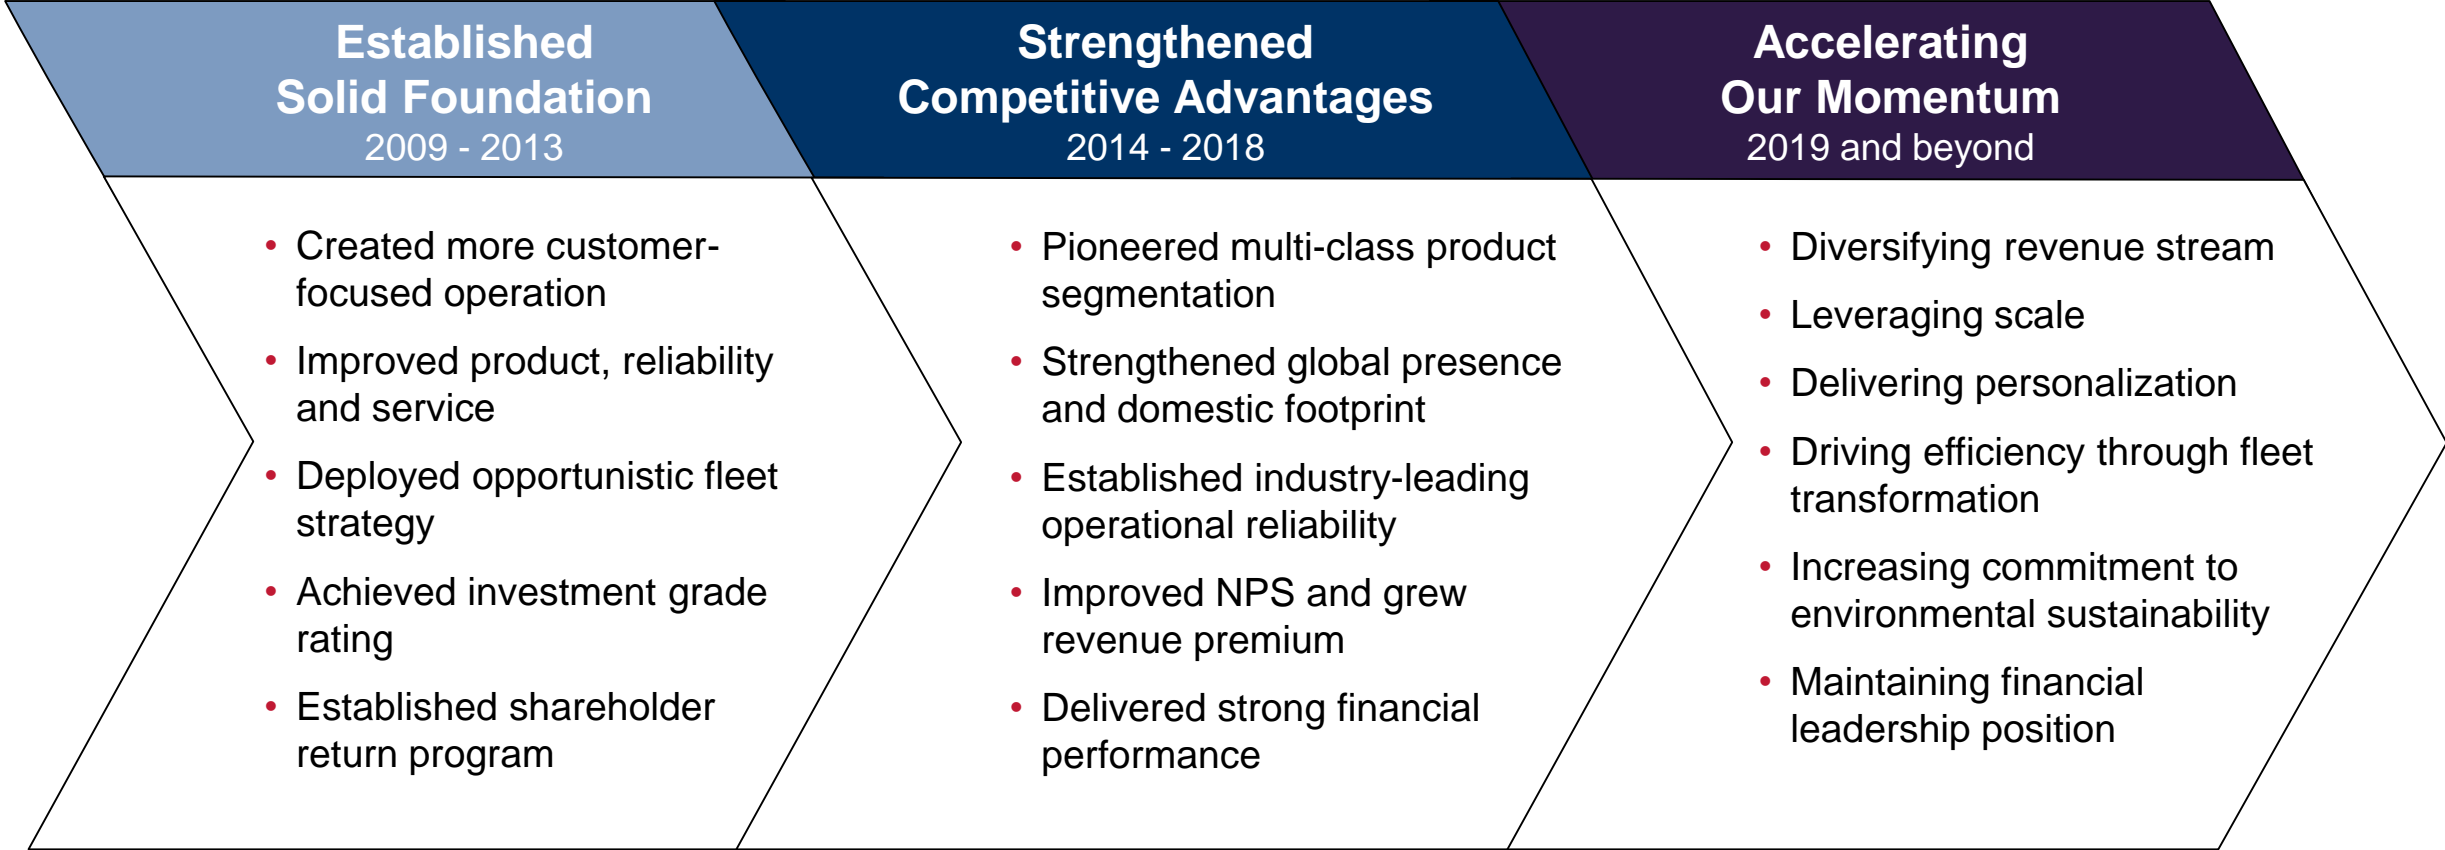 Established
Solid Foundation
2009 - 2013
• Created more customer-
focused operation
• Improved product, reliability
and service
• Deployed opportunistic fleet
strategy
• Achieved investment grade
rating
• Established shareholder
return program
Strengthened
Competitive Advantages
2014 - 2018
• Pioneered multi-class product
segmentation
• Strengthened global presence
and domestic footprint
• Established industry-leading
operational reliability
• Improved NPS and grew
revenue premium
• Delivered strong financial
performance
Accelerating
Our Momentum
2019 and beyond
• Diversifying revenue stream
• Leveraging scale
• Delivering personalization
• Driving efficiency through fleet
transformation
• Increasing commitment to
environmental sustainability
• Maintaining financial
leadership position